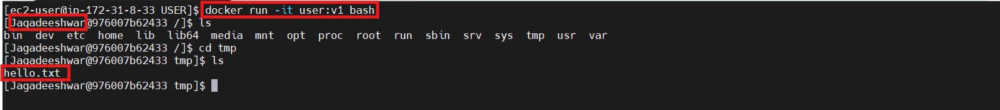 [ec2-user@ip-172-31-8-33 USER]$ docker run -it user:v1 bash
[Jagadeeshwar@976007b62433 /]$ ls
bin  dev  etc  home  lib  lib64  media  mnt  opt  proc  root  run  sbin  srv  sys  tmp  usr  var
[Jagadeeshwar@976007b62433 /]$ cd tmp
[Jagadeeshwar@976007b62433 tmp]$ ls
hello.txt
[Jagadeeshwar@976007b62433 tmp]$